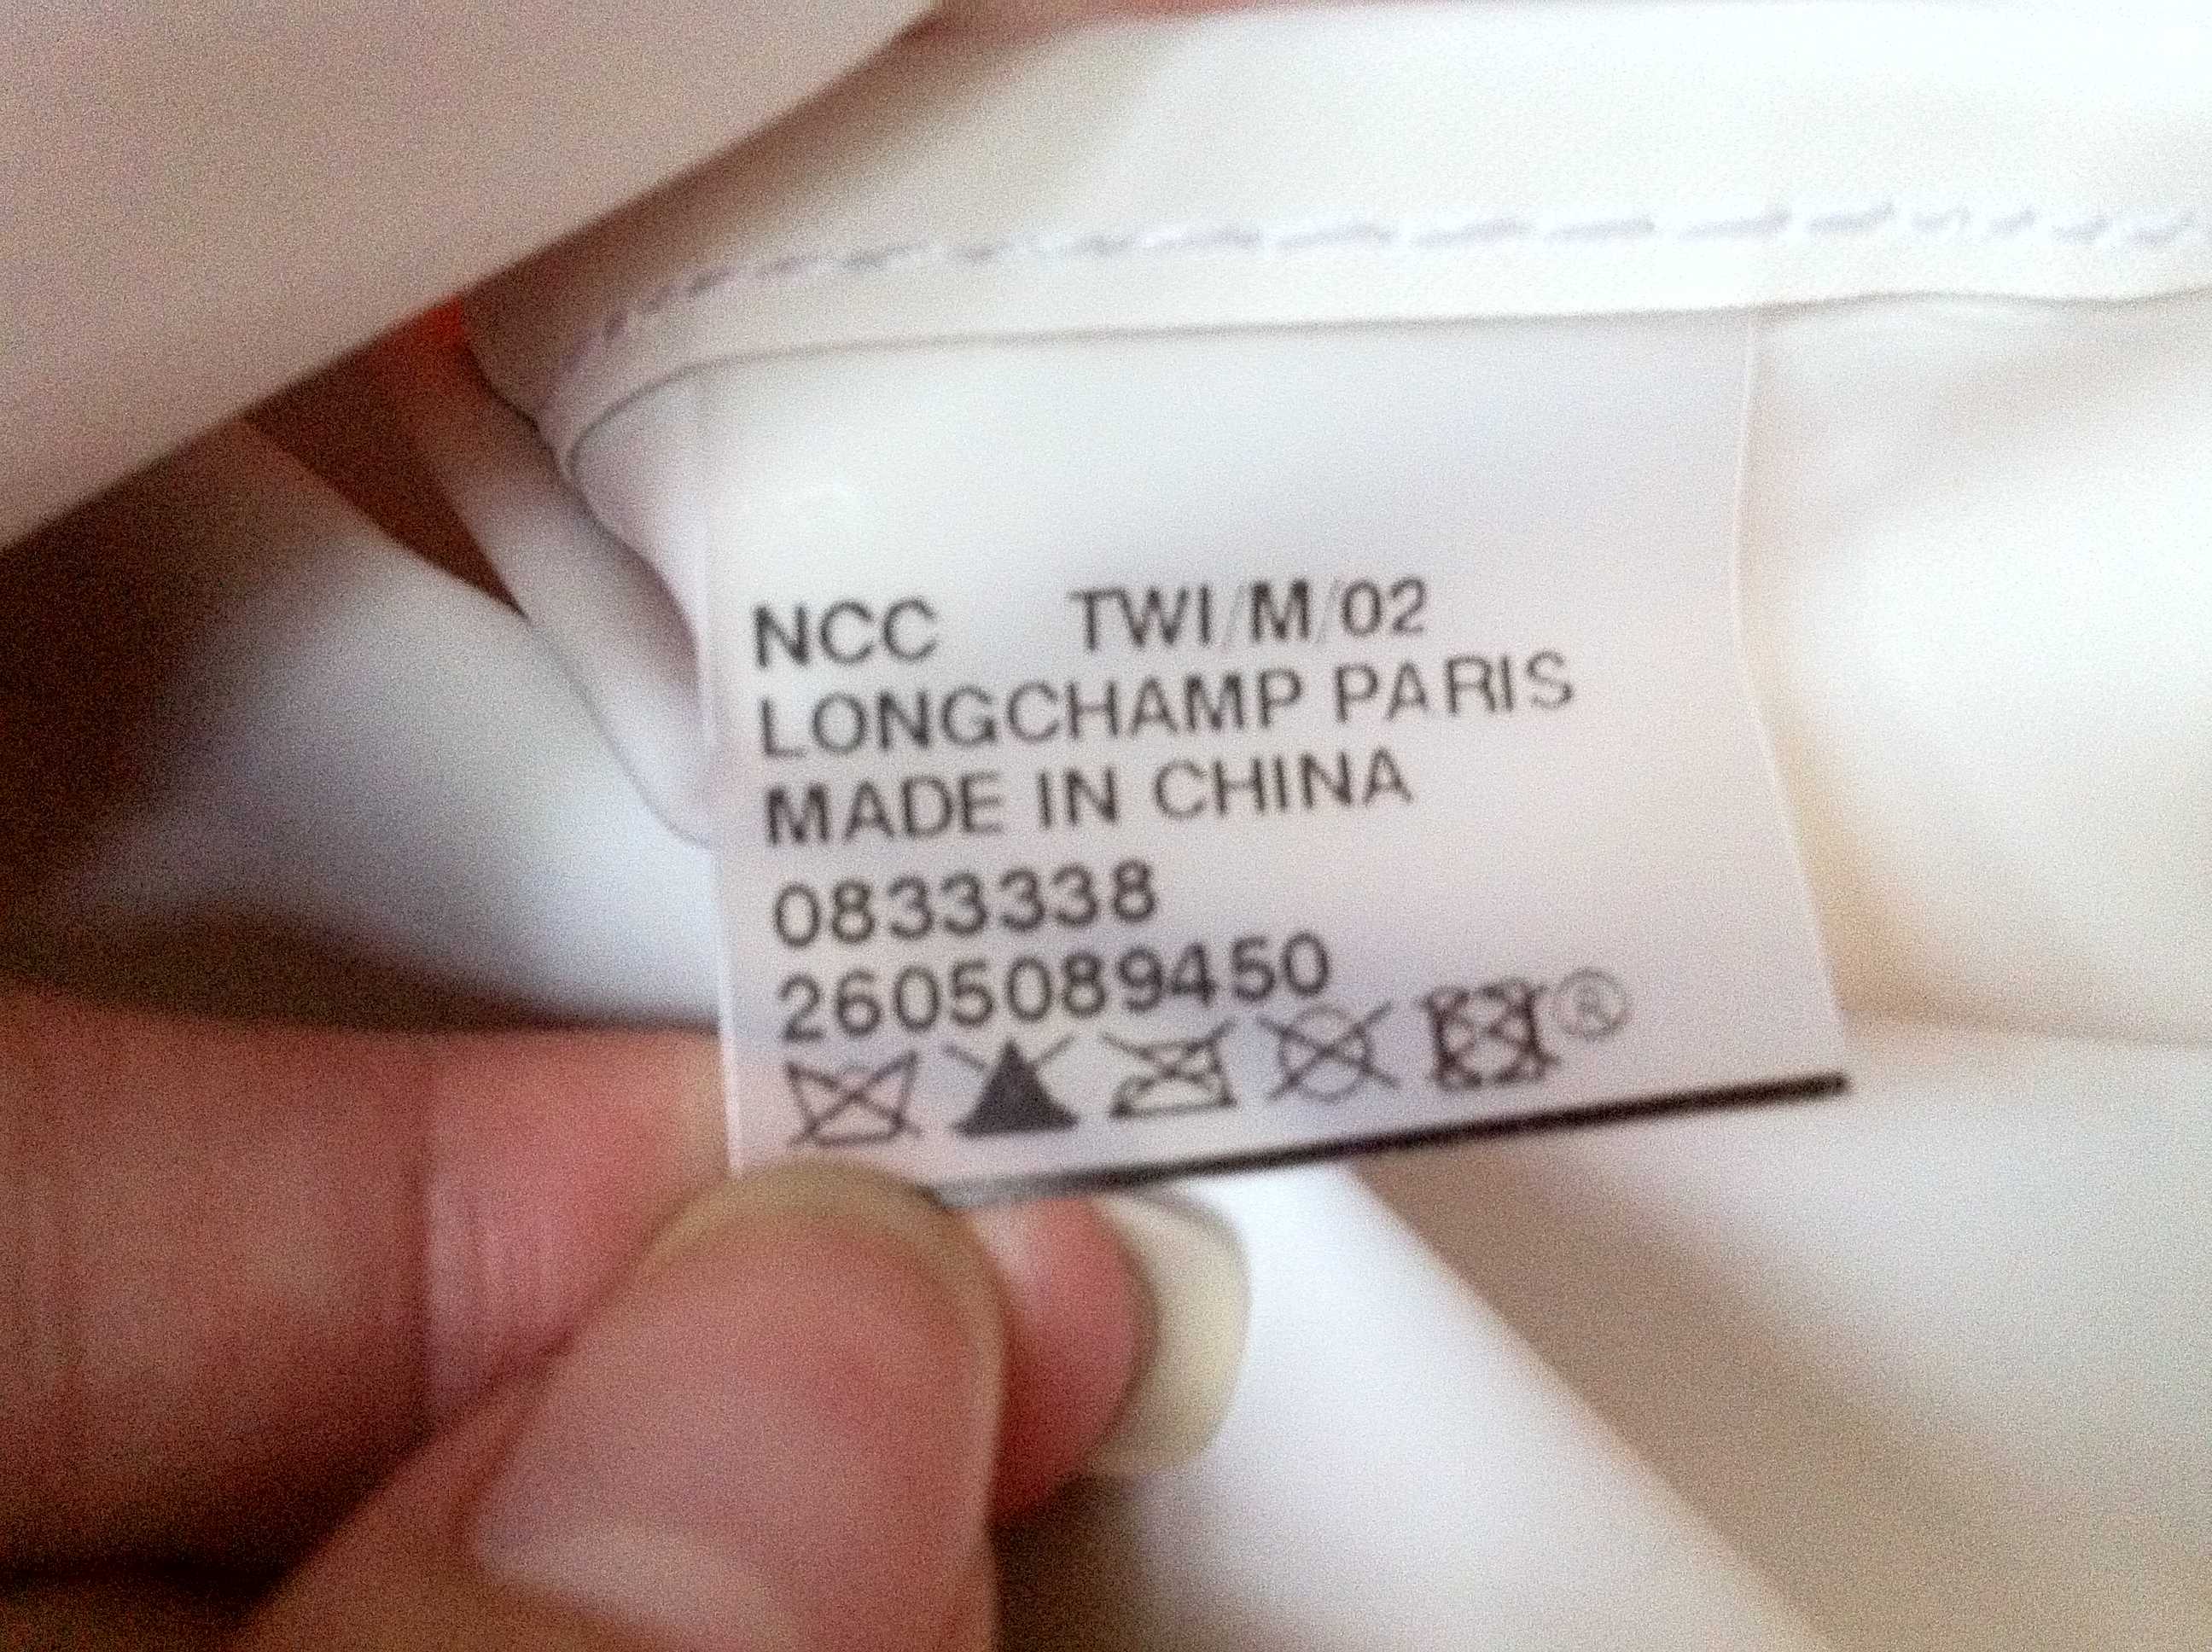 NCC TWI/M/02
LONGCHAMP PARIS
MADE IN CHINA
0833338
2605089450
®